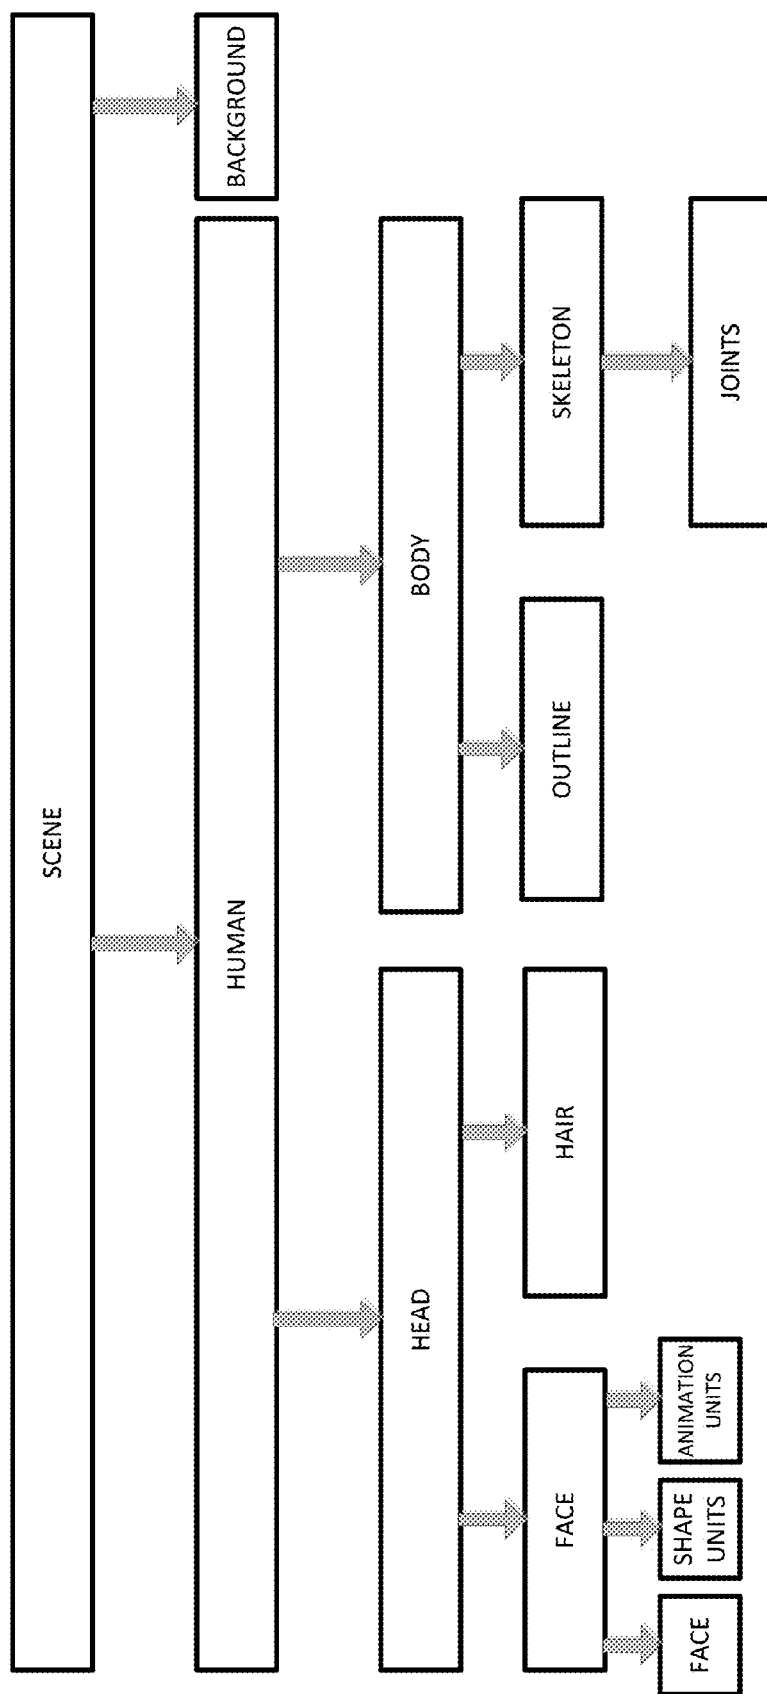 SCENE
HUMAN
BACKGROUND
HEAD
BODY
FACE
HAIR
OUTLINE
SKELETON
FACE
SHAPE
UNITS
ANIMATION
UNITS
JOINTS